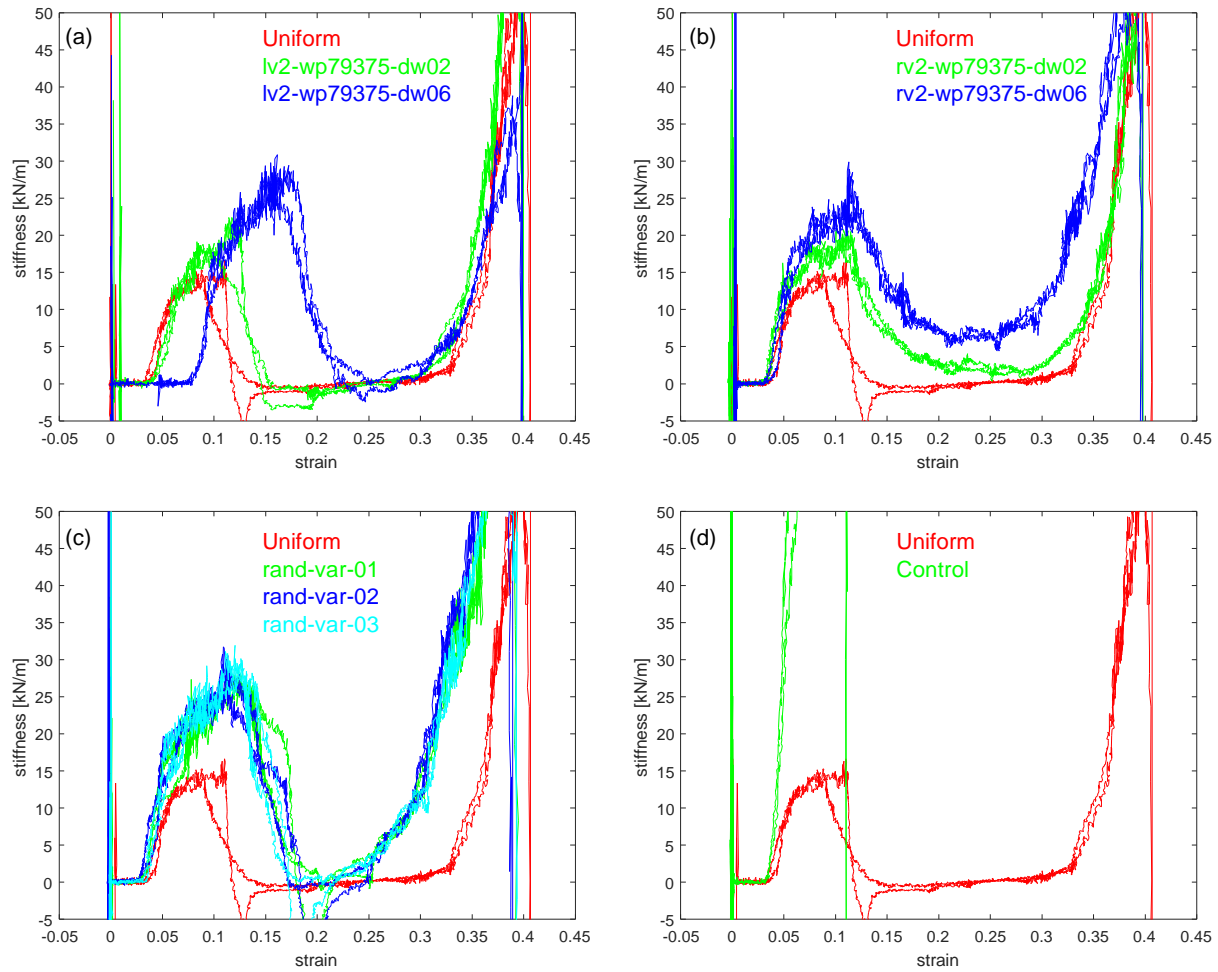 (a)
Uniform
lv2-wp79375-dw02
lv2-wp79375-dw06
50
45
40
35
30
25
20
15
10
5
0
-5
stiffness [kN/m]
-0.05 0 0.05 0.1 0.15 0.2 0.25 0.3 0.35 0.4 0.45
strain
(b)
Uniform
rv2-wp79375-dw02
rv2-wp79375-dw06
50
45
40
35
30
25
20
15
10
5
0
-5
stiffness [kN/m]
-0.05 0 0.05 0.1 0.15 0.2 0.25 0.3 0.35 0.4 0.45
strain
(c)
Uniform
rand-var-01
rand-var-02
rand-var-03
50
45
40
35
30
25
20
15
10
5
0
-5
stiffness [kN/m]
-0.05 0 0.05 0.1 0.15 0.2 0.25 0.3 0.35 0.4 0.45
strain
(d)
Uniform
Control
50
45
40
35
30
25
20
15
10
5
0
-5
stiffness [kN/m]
-0.05 0 0.05 0.1 0.15 0.2 0.25 0.3 0.35 0.4 0.45
strain